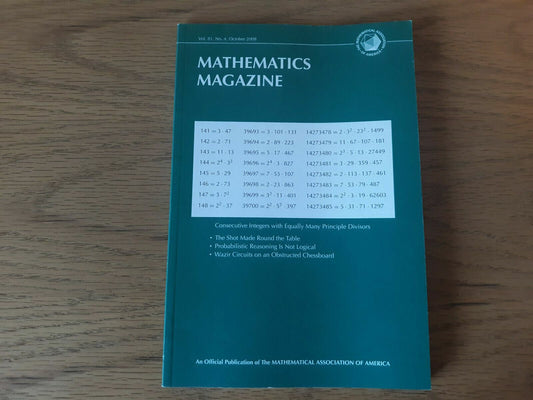 Vol. 81, No. 4, October 2008
MATHEMATICAL ASSOCIATION OF AMERICA
MATHEMATICS
MAGAZINE
141 = 3 · 47 39693 = 3 · 101 · 131 14273478 = 2 · 3² · 23² · 1499
142 = 2 · 71 39694 = 2 · 89 · 223 14273479 = 11 · 67 · 107 · 181
143 = 11 · 13 39695 = 5 · 17 · 467 14273480 = 2³ · 5 · 13 · 27449
144 = 2⁴ · 3² 39696 = 2⁴ · 3 · 827 14273481 = 3 · 29 · 359 · 457
145 = 5 · 29 39697 = 7 · 53 · 107 14273482 = 2 · 113 · 137 · 461
146 = 2 · 73 39698 = 2 · 23 · 863 14273483 = 7 · 53 · 79 · 487
147 = 3 · 7² 39699 = 3² · 11 · 401 14273484 = 2² · 3 · 19 · 62603
148 = 2² · 37 39700 = 2² · 5² · 397 14273485 = 5 · 31 · 71 · 1297
Consecutive Integers with Equally Many Principle Divisors
• The Shot Made Round the Table
• Probabilistic Reasoning Is Not Logical
• Wazir Circuits on an Obstructed Chessboard
An Official Publication of The MATHEMATICAL ASSOCIATION OF AMERICA